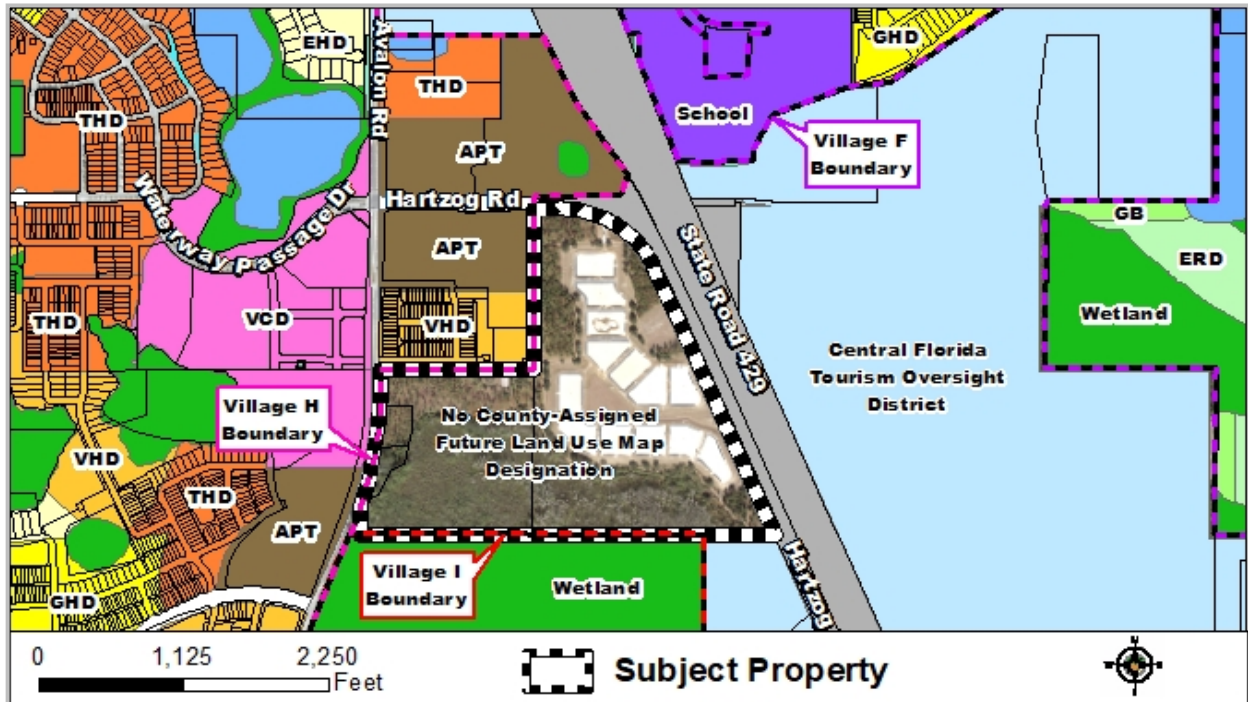 EHD
Avalon Rd
THD
GHD
THD
School
APT
Village F
Boundary
Waterway Passage Dr
Hartzog Rd
GB
APT
State Road 429
ERD
THD
VCD
VHD
Wetland
Central Florida
Tourism Oversight
District
Village H
Boundary
No County-Assigned
Future Land Use Map
Designation
VHD
THD
APT
Village I
Boundary
Wetland
Hartzog
GHD
0
1,125
2,250
Feet
Subject Property